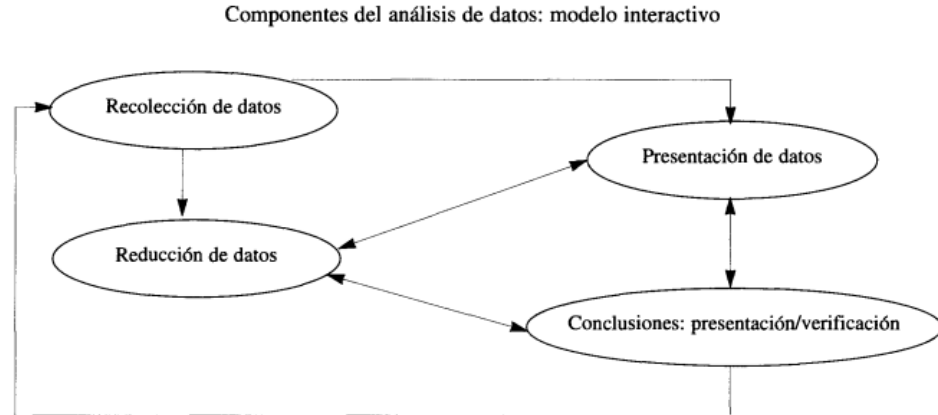 Componentes del análisis de datos: modelo interactivo
Recolección de datos
Presentación de datos
Reducción de datos
Conclusiones: presentación/verificación